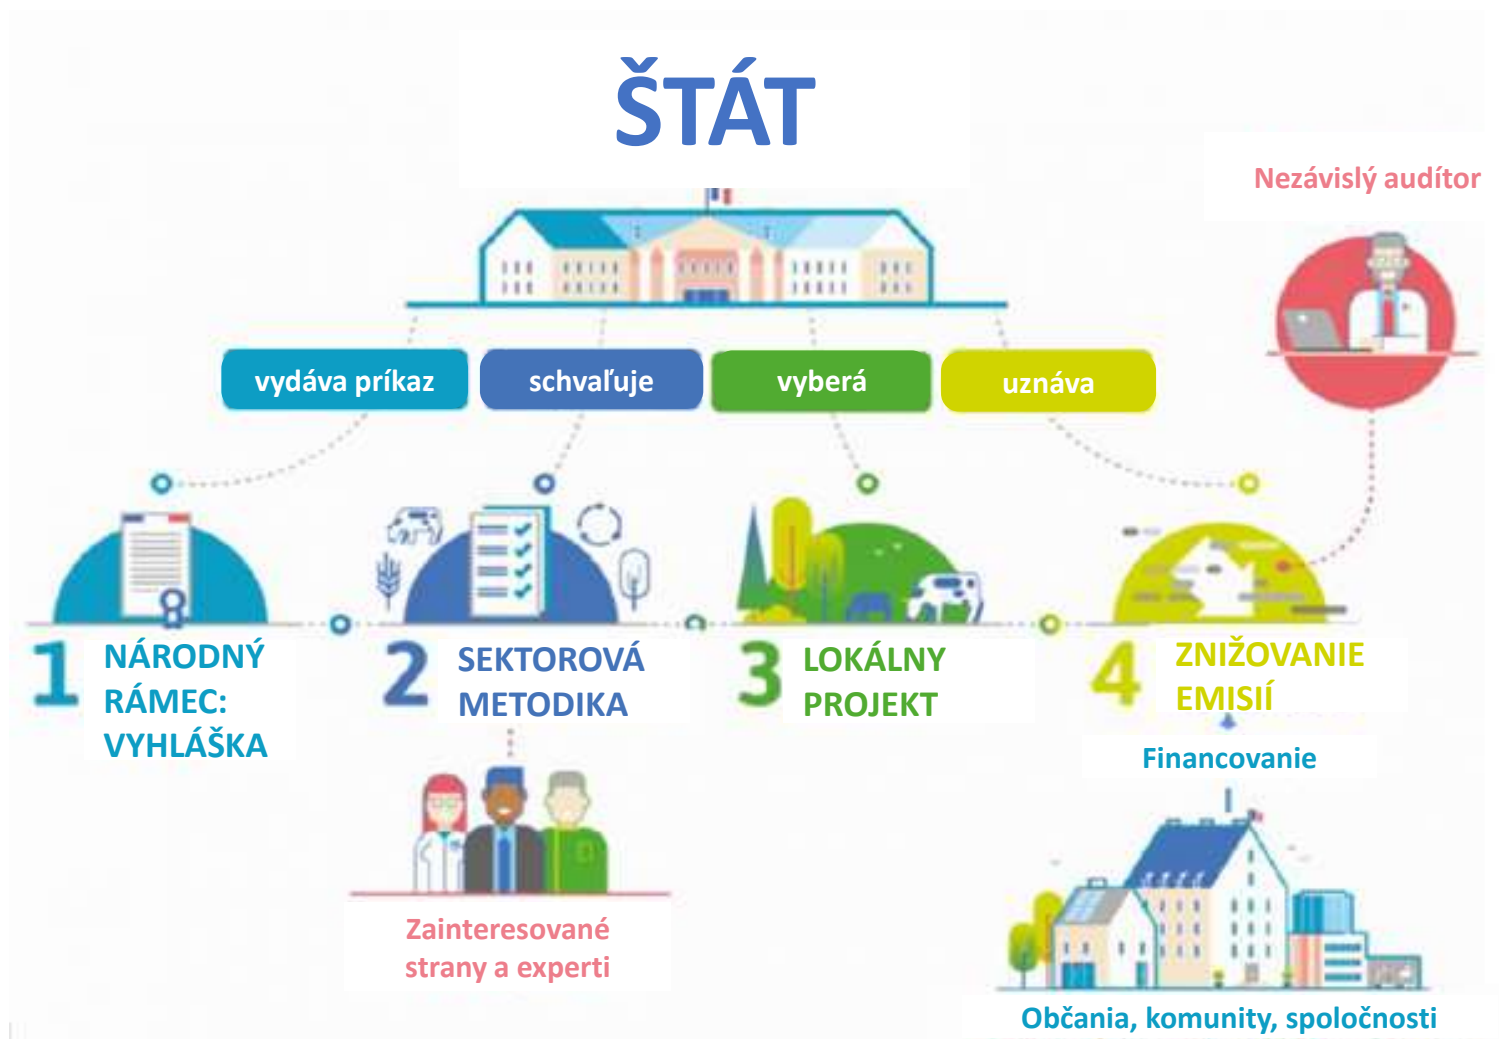 ŠTÁT
Nezávislý audítor
vydáva príkaz
schvaľuje
vyberá
uznáva
1 NÁRODNÝ
RÁMEC:
VYHLÁŠKA
2 SEKTOROVÁ
METODIKA
3 LOKÁLNY
PROJEKT
4 ZNIŽOVANIE
EMISIÍ
Financovanie
Zainteresované
strany a experti
Občania, komunity, spoločnosti